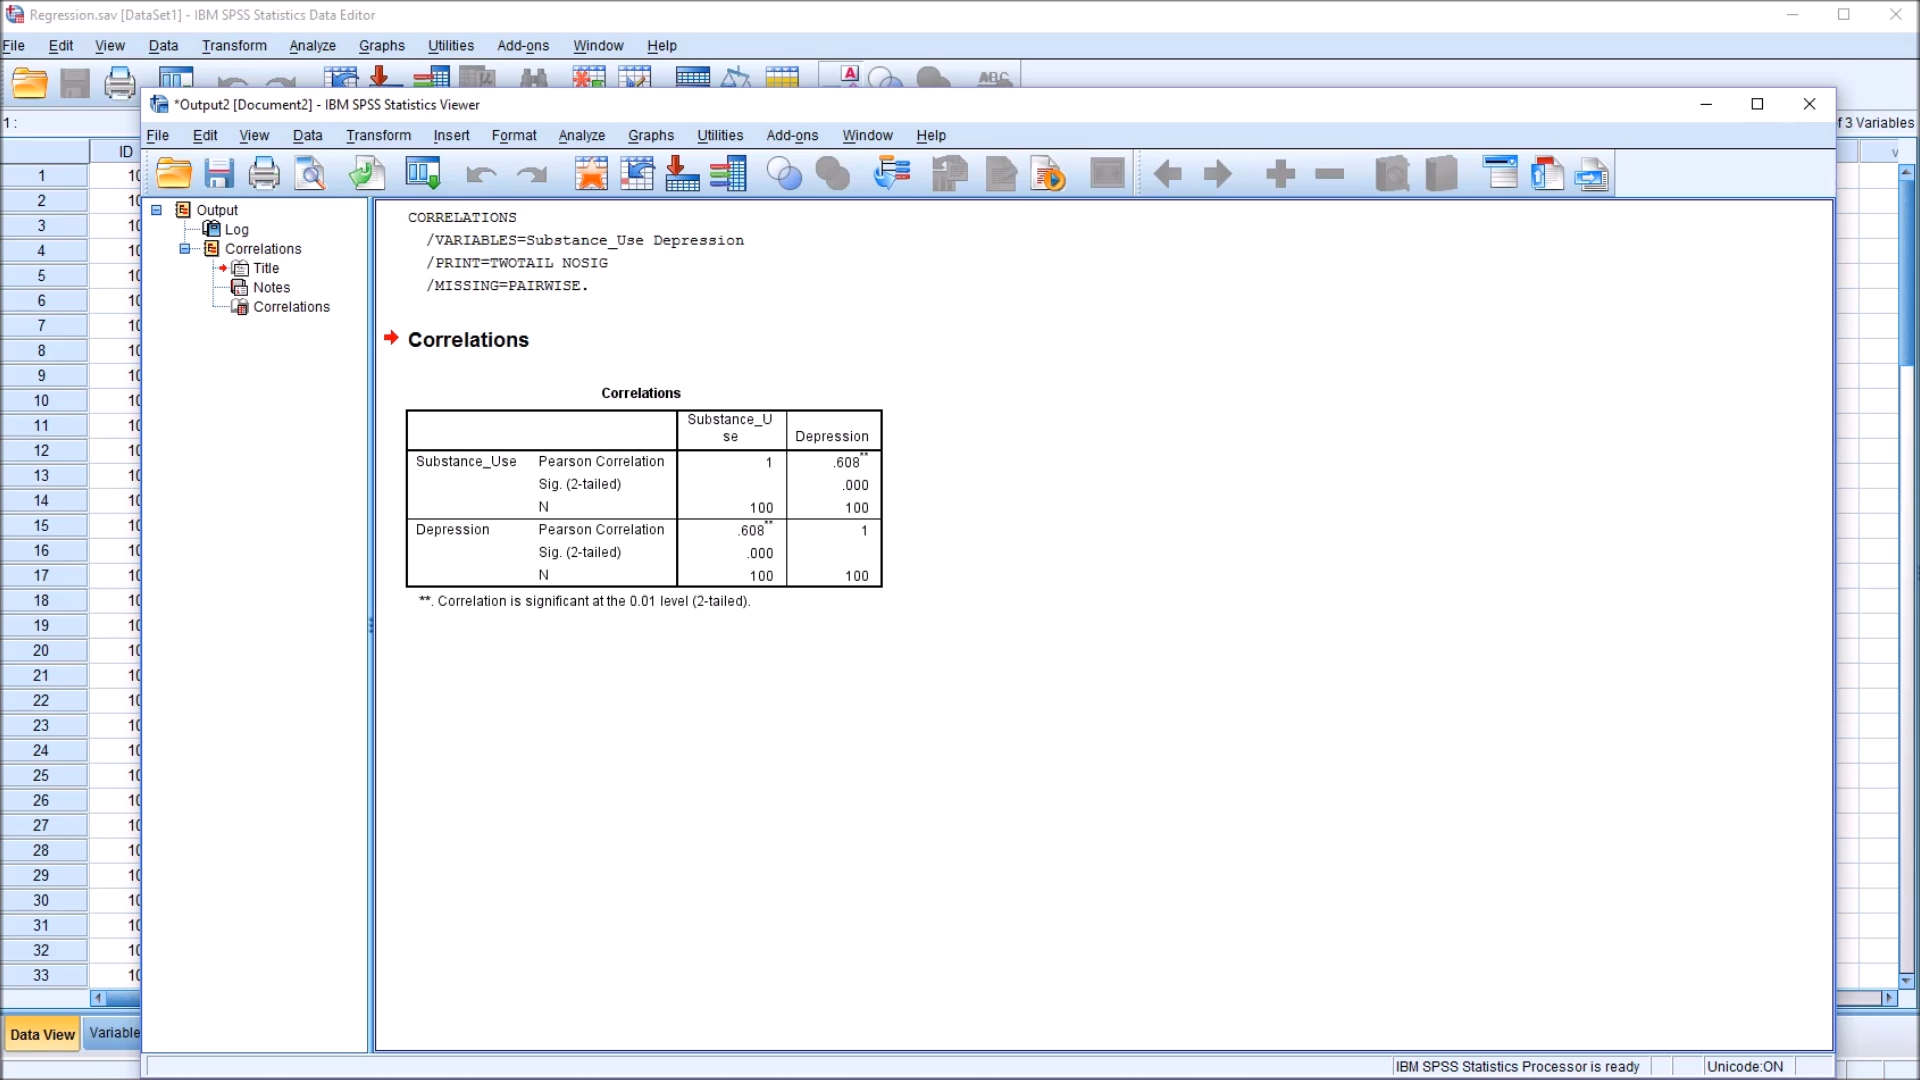 Regression.sav [DataSet1] - IBM SPSS Statistics Data Editor
File Edit View Data Transform Analyze Graphs Utilities Add-ons Window Help
*Output2 [Document2] - IBM SPSS Statistics Viewer
1 :
f 3 Variables
File Edit View Data Transform Insert Format Analyze Graphs Utilities Add-ons Window Help
ID
1
2
3
4
5
6
7
8
9
10
11
12
13
14
15
16
17
18
19
20
21
22
23
24
25
26
27
28
29
30
31
32
33
Output
Log
Correlations
Title
Notes
Correlations
CORRELATIONS
/VARIABLES=Substance_Use Depression
/PRINT=TWOTAIL NOSIG
/MISSING=PAIRWISE.
Correlations
Correlations
Substance_U
se Depression
Substance_Use Pearson Correlation 1 .608**
Sig. (2-tailed) .000
N 100 100
Depression Pearson Correlation .608** 1
Sig. (2-tailed) .000
N 100 100
**. Correlation is significant at the 0.01 level (2-tailed).
Data View Variable
IBM SPSS Statistics Processor is ready Unicode:ON